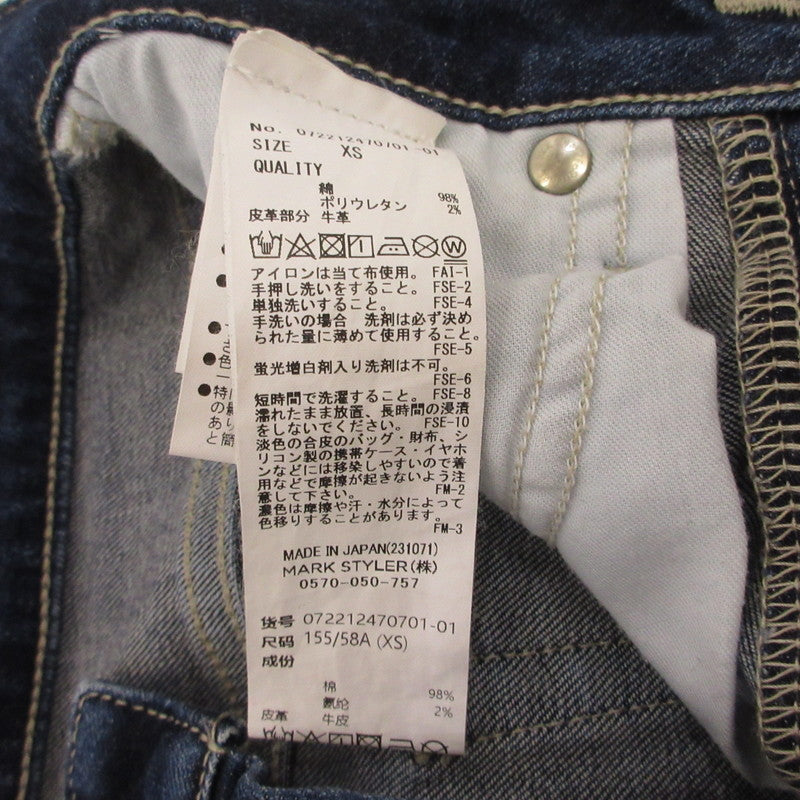 No. 072212470701-01
SIZE XS
QUALITY
綿 98%
ポリウレタン 2%
皮革部分 牛革
アイロンは当て布使用。 FAI-1
手押し洗いをすること。 FSE-2
単独洗いすること。 FSE-4
手洗いの場合 洗剤は必ず決め
られた量に薄めて使用すること。
FSE-5
蛍光増白剤入り洗剤は不可。
FSE-6
短時間で洗濯すること。 FSE-8
濡れたまま放置、長時間の浸漬
をしないでください。 FSE-10
淡色の合皮のバッグ・財布、シ
リコン製の携帯ケース・イヤホ
ンなどには移染しやすいので着
用などで摩擦が起きないよう注
意して下さい。 FM-2
濃色は摩擦や汗・水分によって
色移りすることがあります。
FM-3
MADE IN JAPAN(231071)
MARK STYLER(株)
0570-050-757
货号 072212470701-01
尺码 155/58A (XS)
成份
棉 98%
氨纶 2%
皮革 牛皮
●
●
●
色
一
●特
のあと